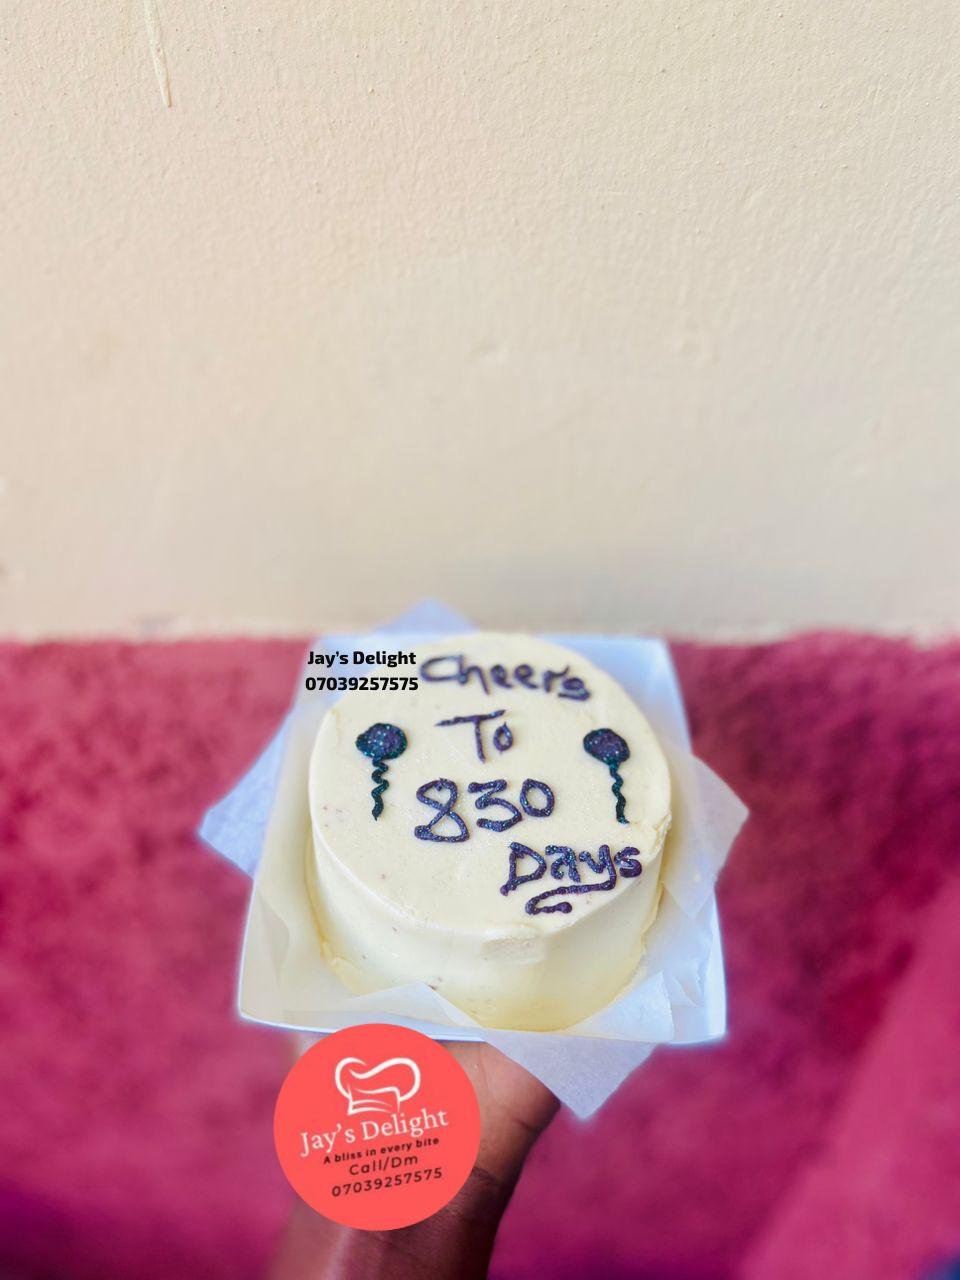 Jay's Delight
07039257575
Cheers
To
830
Days
Jay's Delight
A bliss in every bite
Call/Dm
07039257575